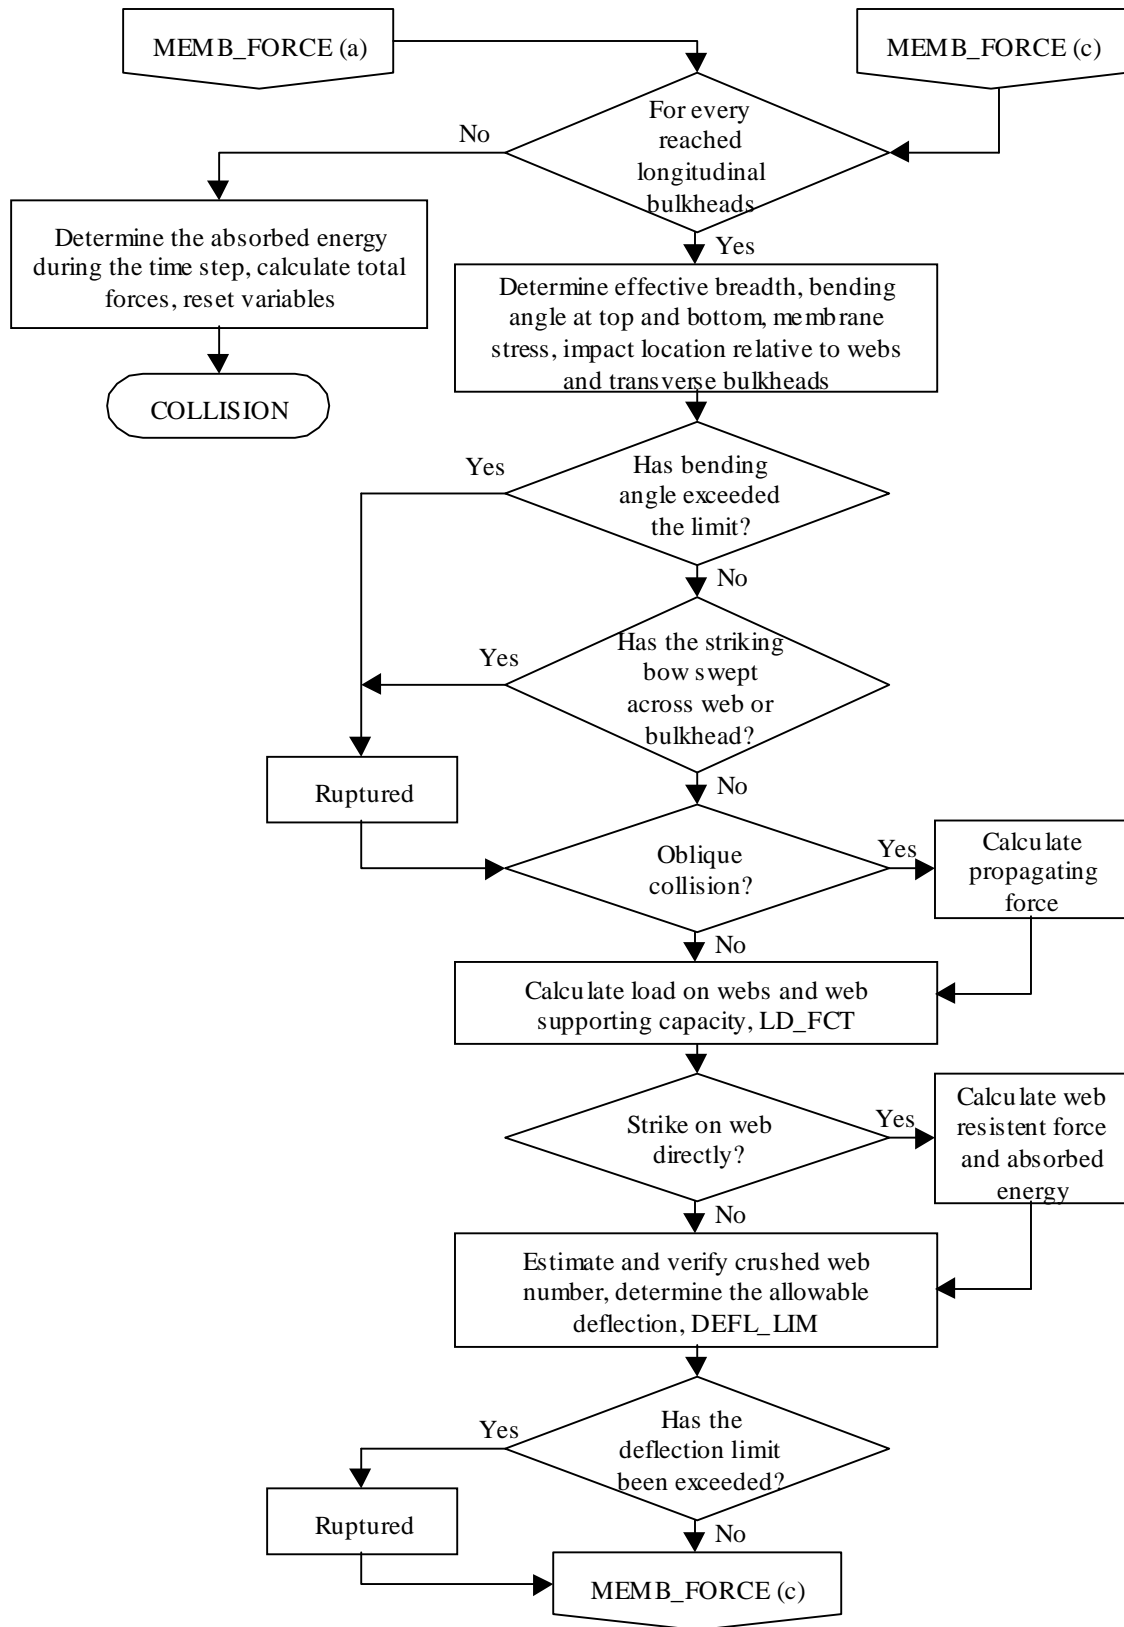 MEMB_FORCE (a)
MEMB_FORCE (c)
For every
reached
longitudinal
bulkheads
No
Yes
Determine the absorbed energy
during the time step, calculate total
forces, reset variables
COLLISION
Determine effective breadth, bending
angle at top and bottom, membrane
stress, impact location relative to webs
and transverse bulkheads
Yes
Has bending
angle exceeded
the limit?
No
Yes
Has the striking
bow swept
across web or
bulkhead?
No
Ruptured
Oblique
collision?
Yes
Calculate
propagating
force
No
Calculate load on webs and web
supporting capacity, LD_FCT
Strike on web
directly?
Yes
Calculate web
resistent force
and absorbed
energy
No
Estimate and verify crushed web
number, determine the allowable
deflection, DEFL_LIM
Yes
Has the
deflection limit
been exceeded?
Ruptured
No
MEMB_FORCE (c)